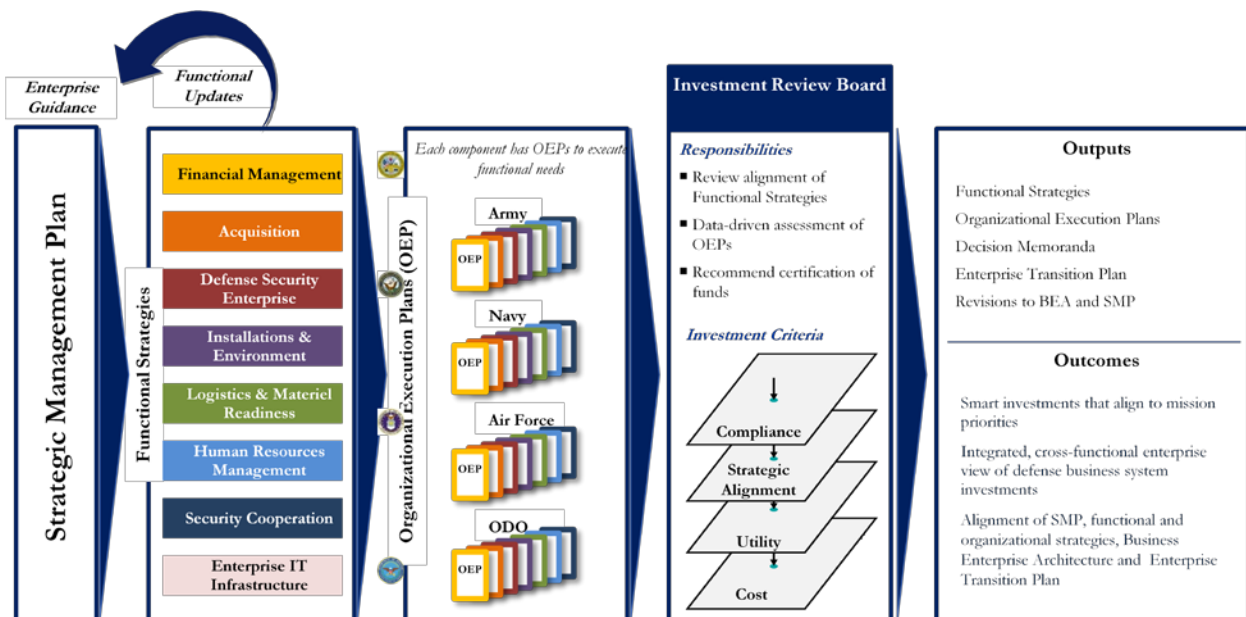 Enterprise
Guidance
Functional
Updates
Strategic Management Plan
Functional Strategies
Financial Management
Acquisition
Defense Security
Enterprise
Installations &
Environment
Logistics & Materiel
Readiness
Human Resources
Management
Security Cooperation
Enterprise IT
Infrastructure
Organizational Execution Plans (OEP)
Each component has OEPs to execute
functional needs
Army
OEP
Navy
OEP
Air Force
OEP
ODO
OEP
Investment Review Board
Responsibilities
■ Review alignment of
Functional Strategies
■ Data-driven assessment of
OEPs
■ Recommend certification of
funds
Investment Criteria
Compliance
Strategic
Alignment
Utility
Cost
Outputs
Functional Strategies
Organizational Execution Plans
Decision Memoranda
Enterprise Transition Plan
Revisions to BEA and SMP
Outcomes
Smart investments that align to mission
priorities
Integrated, cross-functional enterprise
view of defense business system
investments
Alignment of SMP, functional and
organizational strategies, Business
Enterprise Architecture and Enterprise
Transition Plan